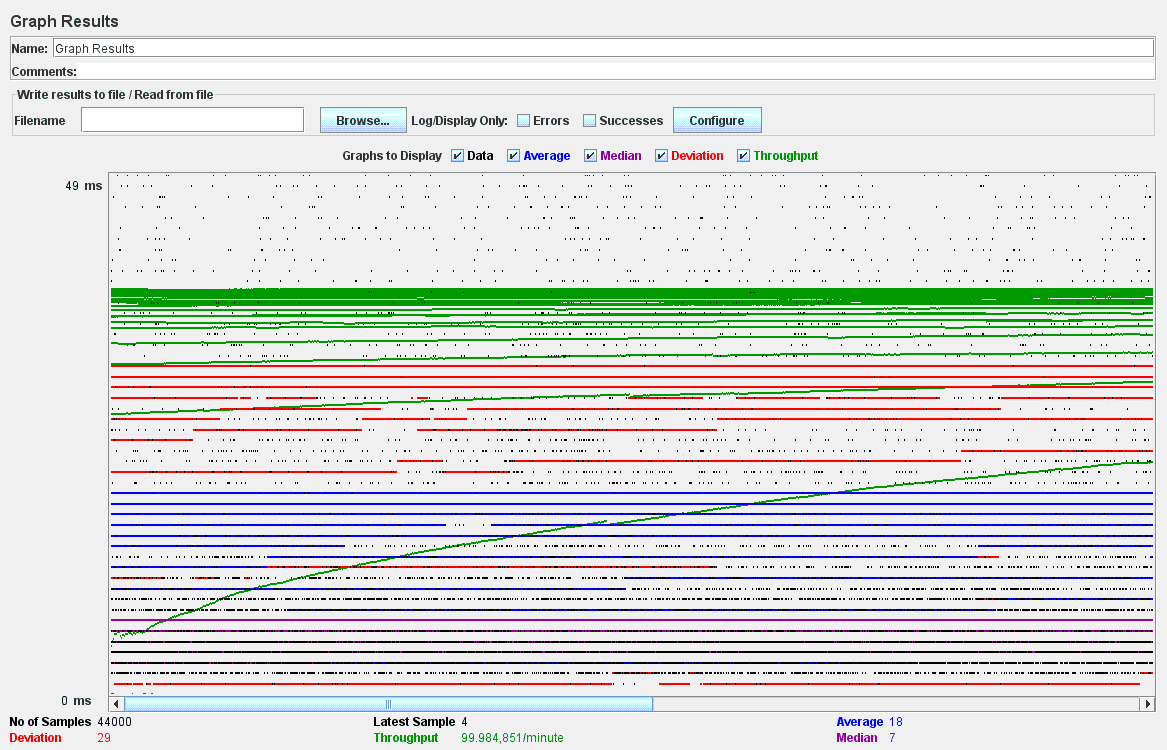 Graph Results
Name: Graph Results
Comments:
Write results to file / Read from file
Filename Browse... Log/Display Only: Errors Successes Configure
Graphs to Display Data Average Median Deviation Throughput
49 ms
0 ms
No of Samples 44000 Latest Sample 4 Average 18
Deviation 29 Throughput 99.984,851/minute Median 7